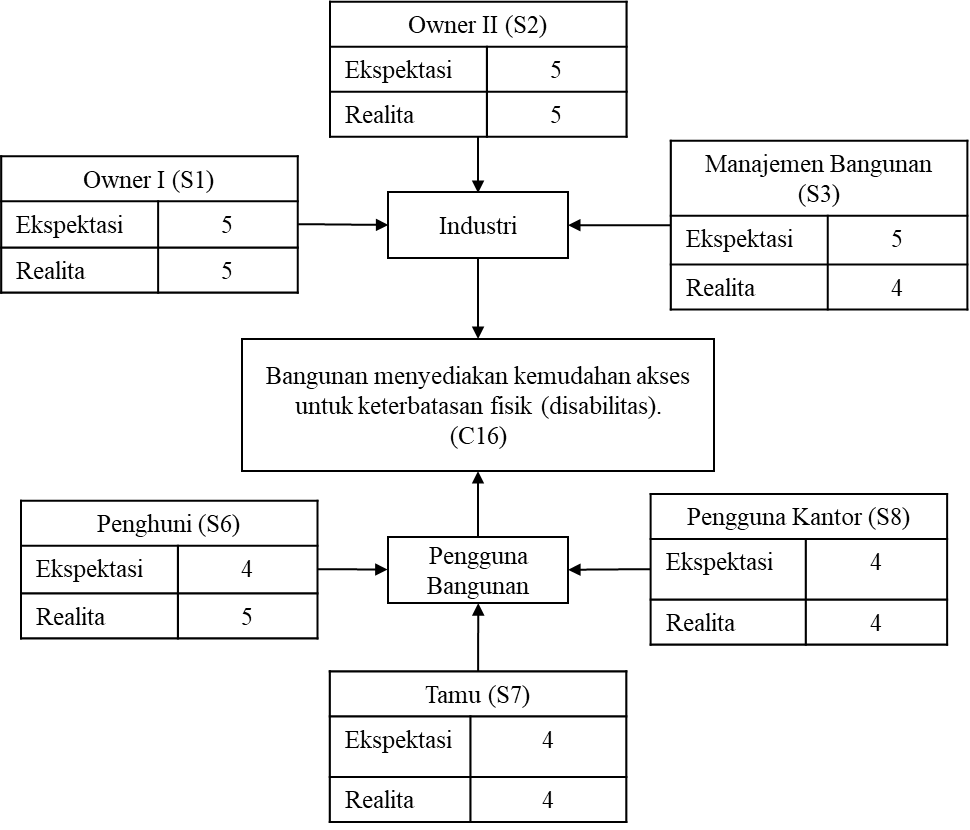 Owner II (S2)
Ekspektasi 5
Realita 5
Owner I (S1)
Ekspektasi 5
Realita 5
Industri
Manajemen Bangunan
(S3)
Ekspektasi 5
Realita 4
Bangunan menyediakan kemudahan akses
untuk keterbatasan fisik (disabilitas).
(C16)
Penghuni (S6)
Ekspektasi 4
Realita 5
Pengguna
Bangunan
Pengguna Kantor (S8)
Ekspektasi 4
Realita 4
Tamu (S7)
Ekspektasi 4
Realita 4